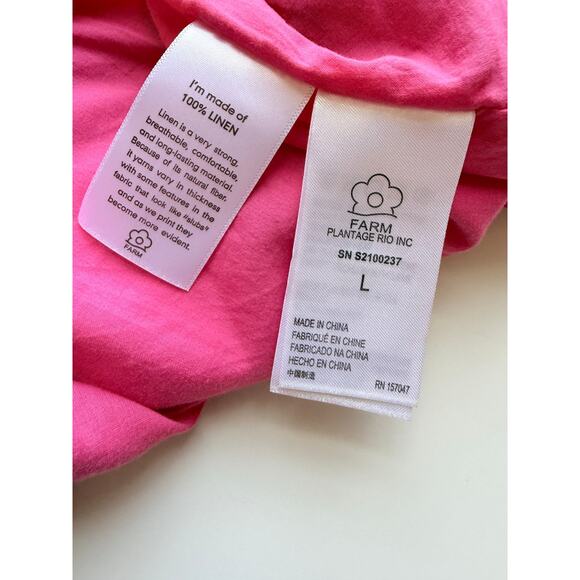 I'm made of
100% LINEN
Linen is a very strong,
breathable, comfortable,
and long-lasting material.
Because of its natural fiber,
it yarns vary in thickness
with some features in the
fabric that look like #slubs#
and as we print they
become more evident.
FARM
FARM
PLANTAGE RIO INC
SN S2100237
L
MADE IN CHINA
FABRIQUÉ EN CHINE
FABRICADO NA CHINA
HECHO EN CHINA
中国制造
RN 157047